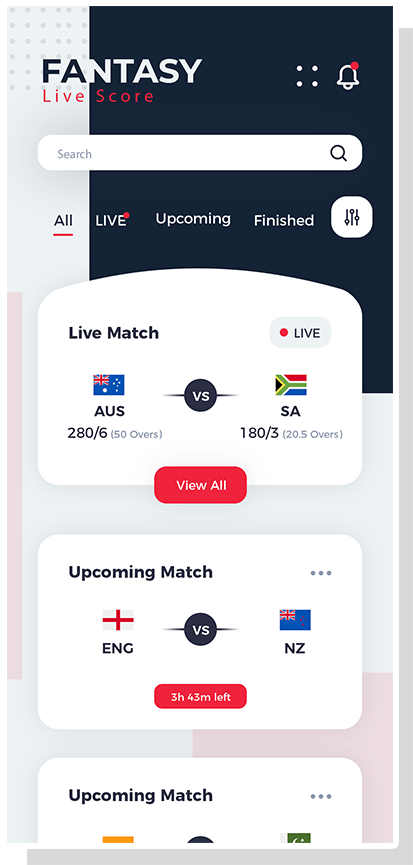 FANTASY
Live Score
Search
All LIVE Upcoming Finished
Live Match LIVE
VS
AUS SA
280/6 (50 Overs) 180/3 (20.5 Overs)
View All
Upcoming Match
VS
ENG NZ
3h 43m left
Upcoming Match